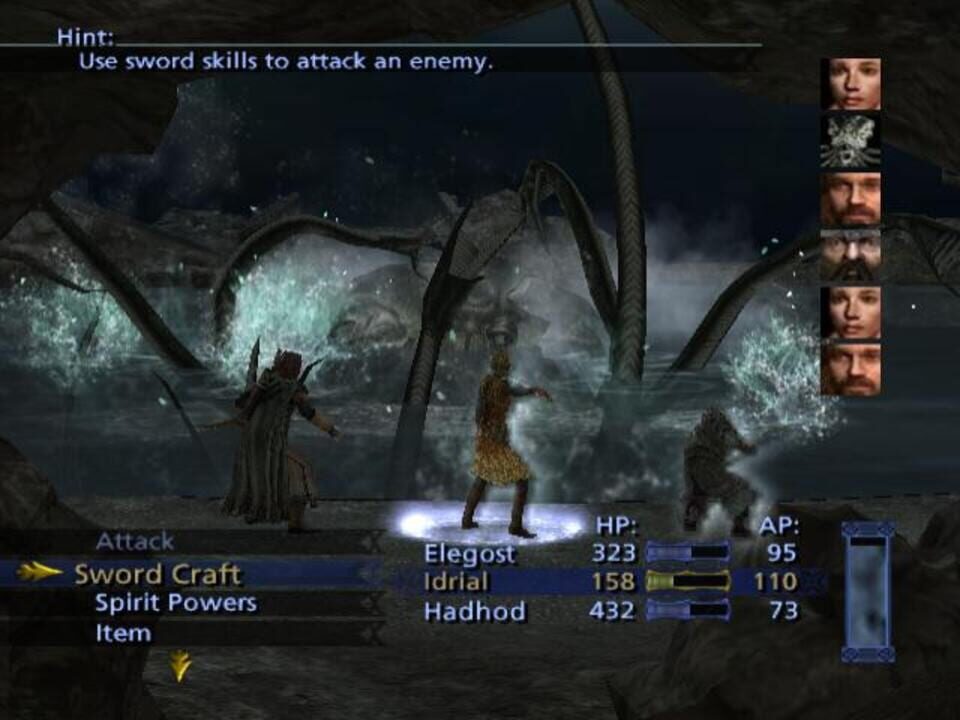 Hint:
Use sword skills to attack an enemy.
HP: AP:
Attack
Elegost 323 95
Sword Craft
Idrial 158 110
Spirit Powers
Hadhod 432 73
Item